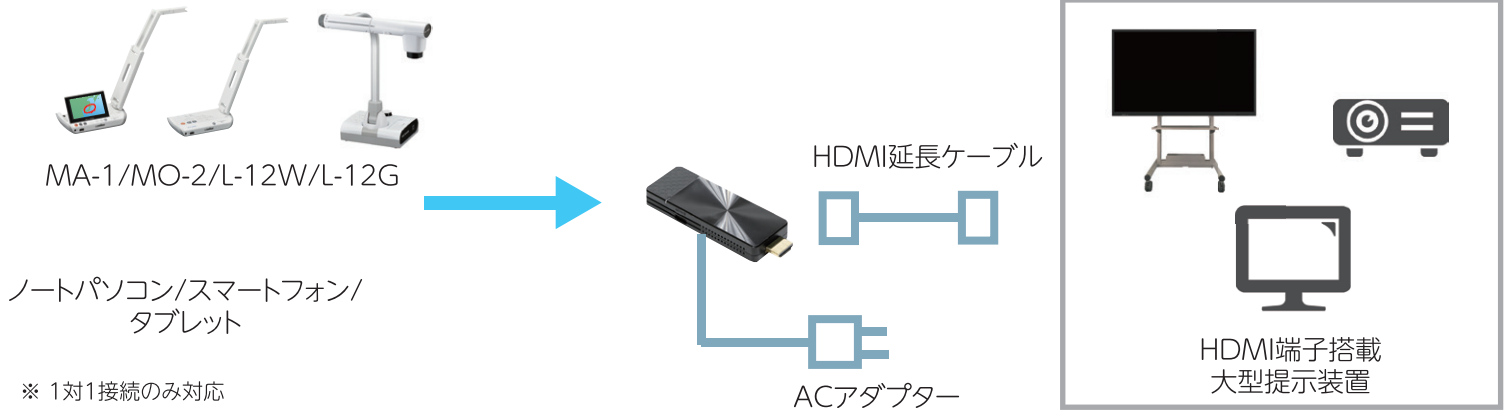 MA-1/MO-2/L-12W/L-12G
ノートパソコン/スマートフォン/
タブレット
※ 1対1接続のみ対応
HDMI延長ケーブル
ACアダプター
HDMI端子搭載
大型提示装置